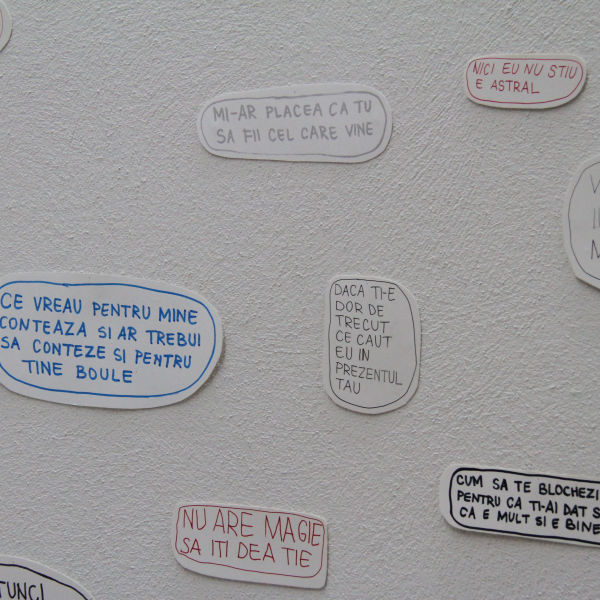 NICI EU NU STIU
E ASTRAL
MI-AR PLACEA CA TU
SA FII CEL CARE VINE
CE VREAU PENTRU MINE
CONTEAZA SI AR TREBUI
SA CONTEZE SI PENTRU
TINE BOULE
DACA TI-E
DOR DE
TRECUT
CE CAUT
EU IN
PREZENTUL
TAU
CUM SA TE BLOCHEZI
PENTRU CA TI-AI DAT S
CA E MULT SI E BINE
NU ARE MAGIE
SA ITI DEA TIE